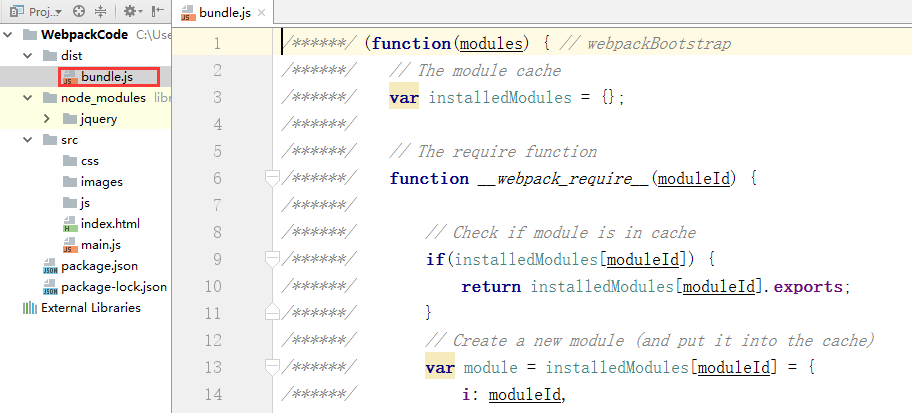 Proj...
bundle.js
WebpackCode C:\Use
dist
bundle.js
node_modules libr
jquery
src
css
images
js
index.html
main.js
package.json
package-lock.json
External Libraries
1 /******/ (function(modules) { // webpackBootstrap
2 /******/ // The module cache
3 /******/ var installedModules = {};
4 /******/
5 /******/ // The require function
6 /******/ function __webpack_require__(moduleId) {
7 /******/
8 /******/ // Check if module is in cache
9 /******/ if(installedModules[moduleId]) {
10 /******/ return installedModules[moduleId].exports;
11 /******/ }
12 /******/ // Create a new module (and put it into the cache)
13 /******/ var module = installedModules[moduleId] = {
14 /******/ i: moduleId,